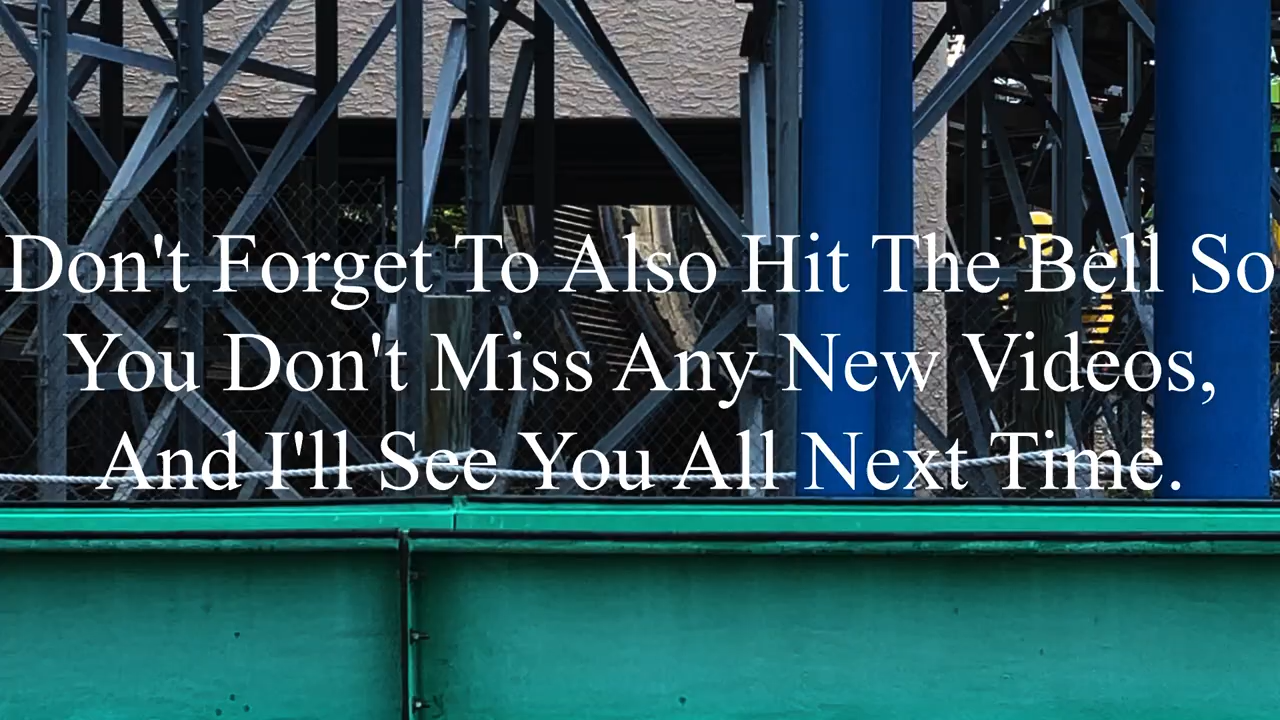 Don't Forget To Also Hit The Bell So
You Don't Miss Any New Videos,
And I'll See You All Next Time.